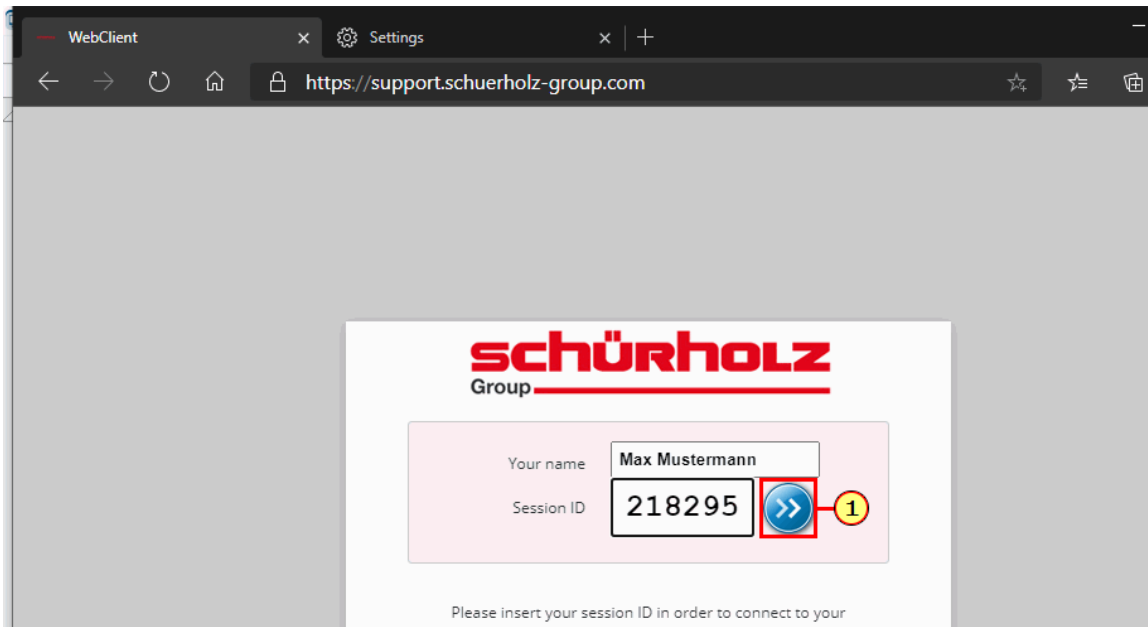 WebClient
Settings
https://support.schuerholz-group.com
schürholz
Group
Your name Max Mustermann
Session ID 218295
1
Please insert your session ID in order to connect to your